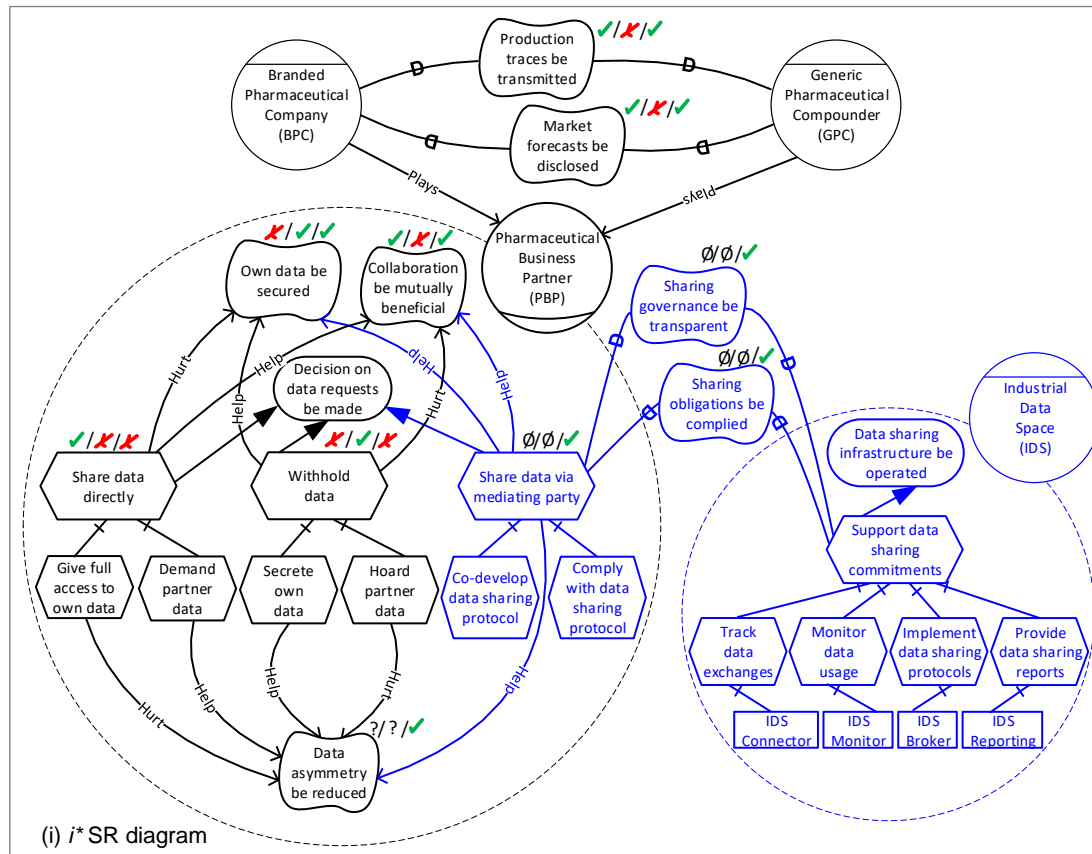 Production
traces be
transmitted
✓/✗/✓
D
D
Branded
Pharmaceutical
Company
(BPC)
Generic
Pharmaceutical
Compounder
(GPC)
Market
forecasts be
disclosed
✓/✗/✓
D
D
Plays
Plays
Pharmaceutical
Business
Partner
(PBP)
✗/✓/✓
Own data be
secured
✓/✗/✓
Collaboration
be mutually
beneficial
Ø/Ø/✓
Sharing
governance be
transparent
D
D
Ø/Ø/✓
Sharing
obligations be
complied
D
D
Industrial
Data
Space
(IDS)
Hurt
Help
Help
Help
Help
Hurt
Decision on
data requests
be made
Data sharing
infrastructure be
operated
✓/✗/✗
Share data
directly
✗/✓/✗
Withhold
data
Ø/Ø/✓
Share data via
mediating party
Support data
sharing
commitments
Give full
access to
own data
Demand
partner
data
Secrete
own
data
Hoard
partner
data
Co-develop
data sharing
protocol
Comply
with data
sharing
protocol
Track
data
exchanges
Monitor
data
usage
Implement
data sharing
protocols
Provide
data sharing
reports
Hurt
Help
Help
Hurt
Help
IDS
Connector
IDS
Monitor
IDS
Broker
IDS
Reporting
?/?/✓
Data
asymmetry
be reduced
(i) i* SR diagram